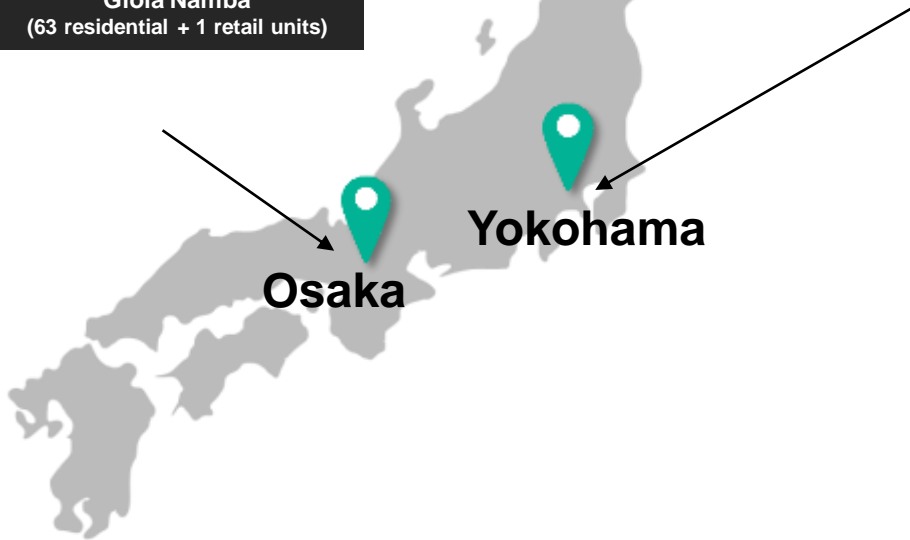 Gioia Namba
(63 residential + 1 retail units)
Yokohama
Osaka